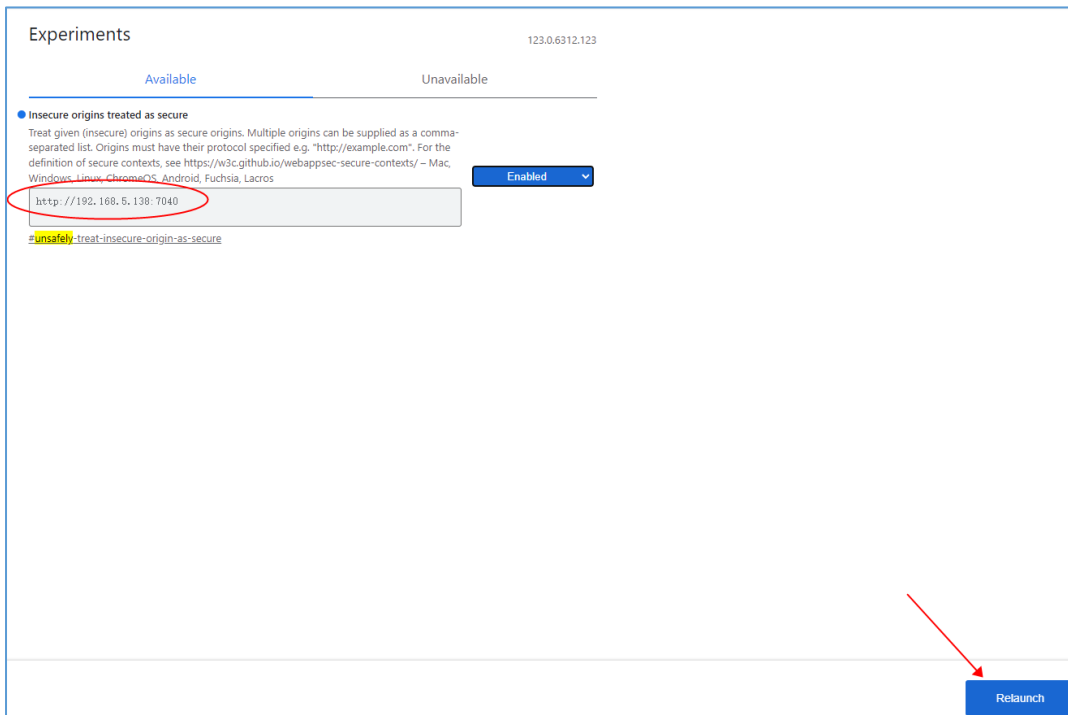 Experiments
123.0.6312.123
Available
Unavailable
Insecure origins treated as secure
Treat given (insecure) origins as secure origins. Multiple origins can be supplied as a comma-
separated list. Origins must have their protocol specified e.g. "http://example.com". For the
definition of secure contexts, see https://w3c.github.io/webappsec-secure-contexts/ – Mac,
Windows, Linux, ChromeOS, Android, Fuchsia, Lacros
Enabled
http://192.168.5.138:7040
#unsafely-treat-insecure-origin-as-secure
Relaunch